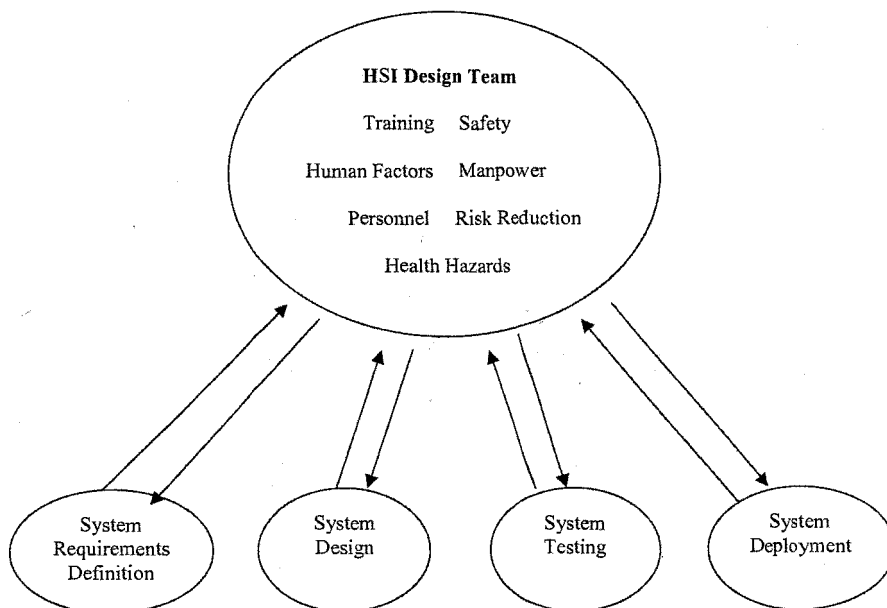 HSI Design Team
Training Safety
Human Factors Manpower
Personnel Risk Reduction
Health Hazards
System
Requirements
Definition
System
Design
System
Testing
System
Deployment